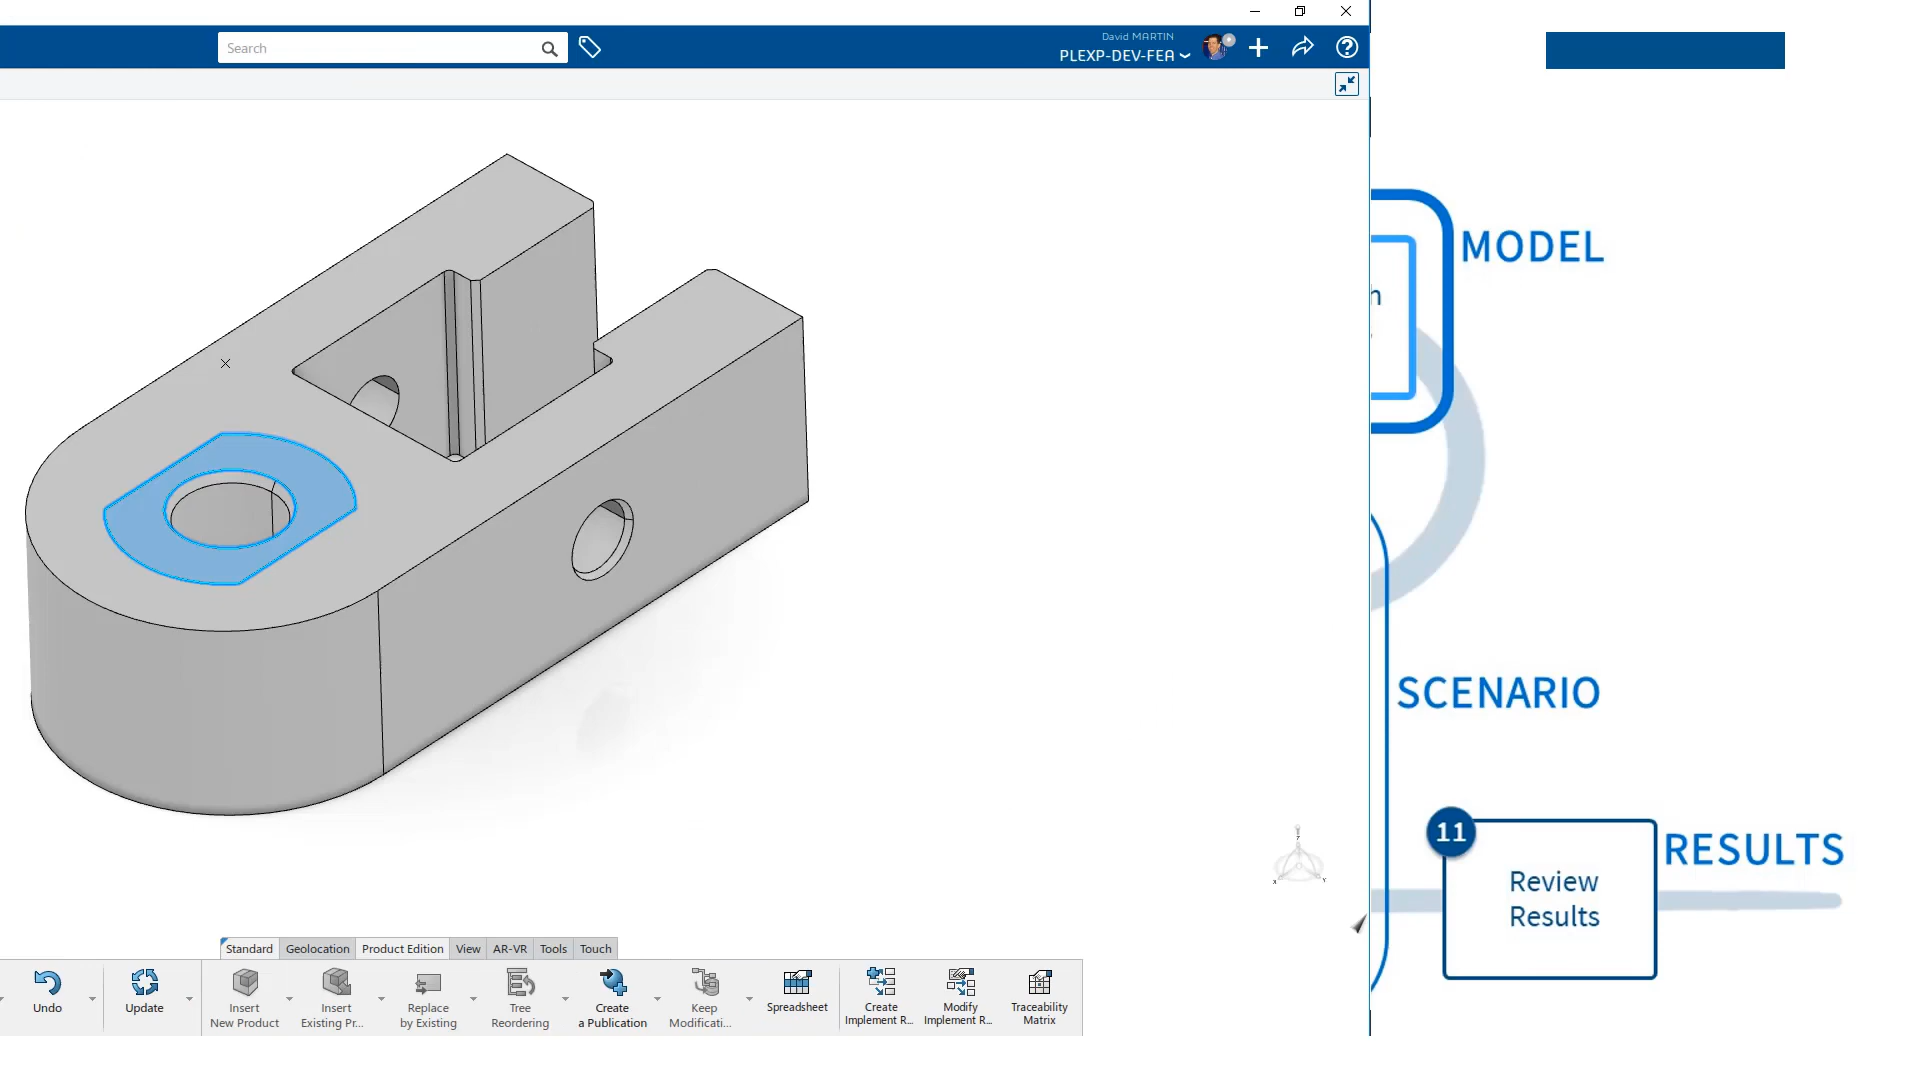 Search
David MARTIN
PLEXP-DEV-FEA
MODEL
h
SCENARIO
11
Review
Results
RESULTS
Z
X
Y
Standard
Geolocation
Product Edition
View
AR-VR
Tools
Touch
Undo
Update
Insert
New Product
Insert
Existing Pr...
Replace
by Existing
Tree
Reordering
Create
a Publication
Keep
Modificati...
Spreadsheet
Create
Implement R...
Modify
Implement R...
Traceability
Matrix